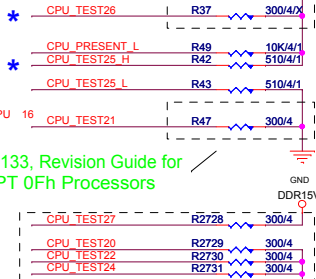 * CPU_TEST26 R37 300/4/X
CPU_PRESENT_L R49 10K/4/1
* CPU_TEST25_H R42 510/4/1
CPU_TEST25_L R43 510/4/1
16 CPU_TEST21 R47 300/4
133, Revision Guide for
0Fh Processors
GND
DDR15V
CPU_TEST27 R2728 300/4
CPU_TEST20 R2729 300/4
CPU_TEST22 R2730 300/4
CPU_TEST24 R2731 300/4